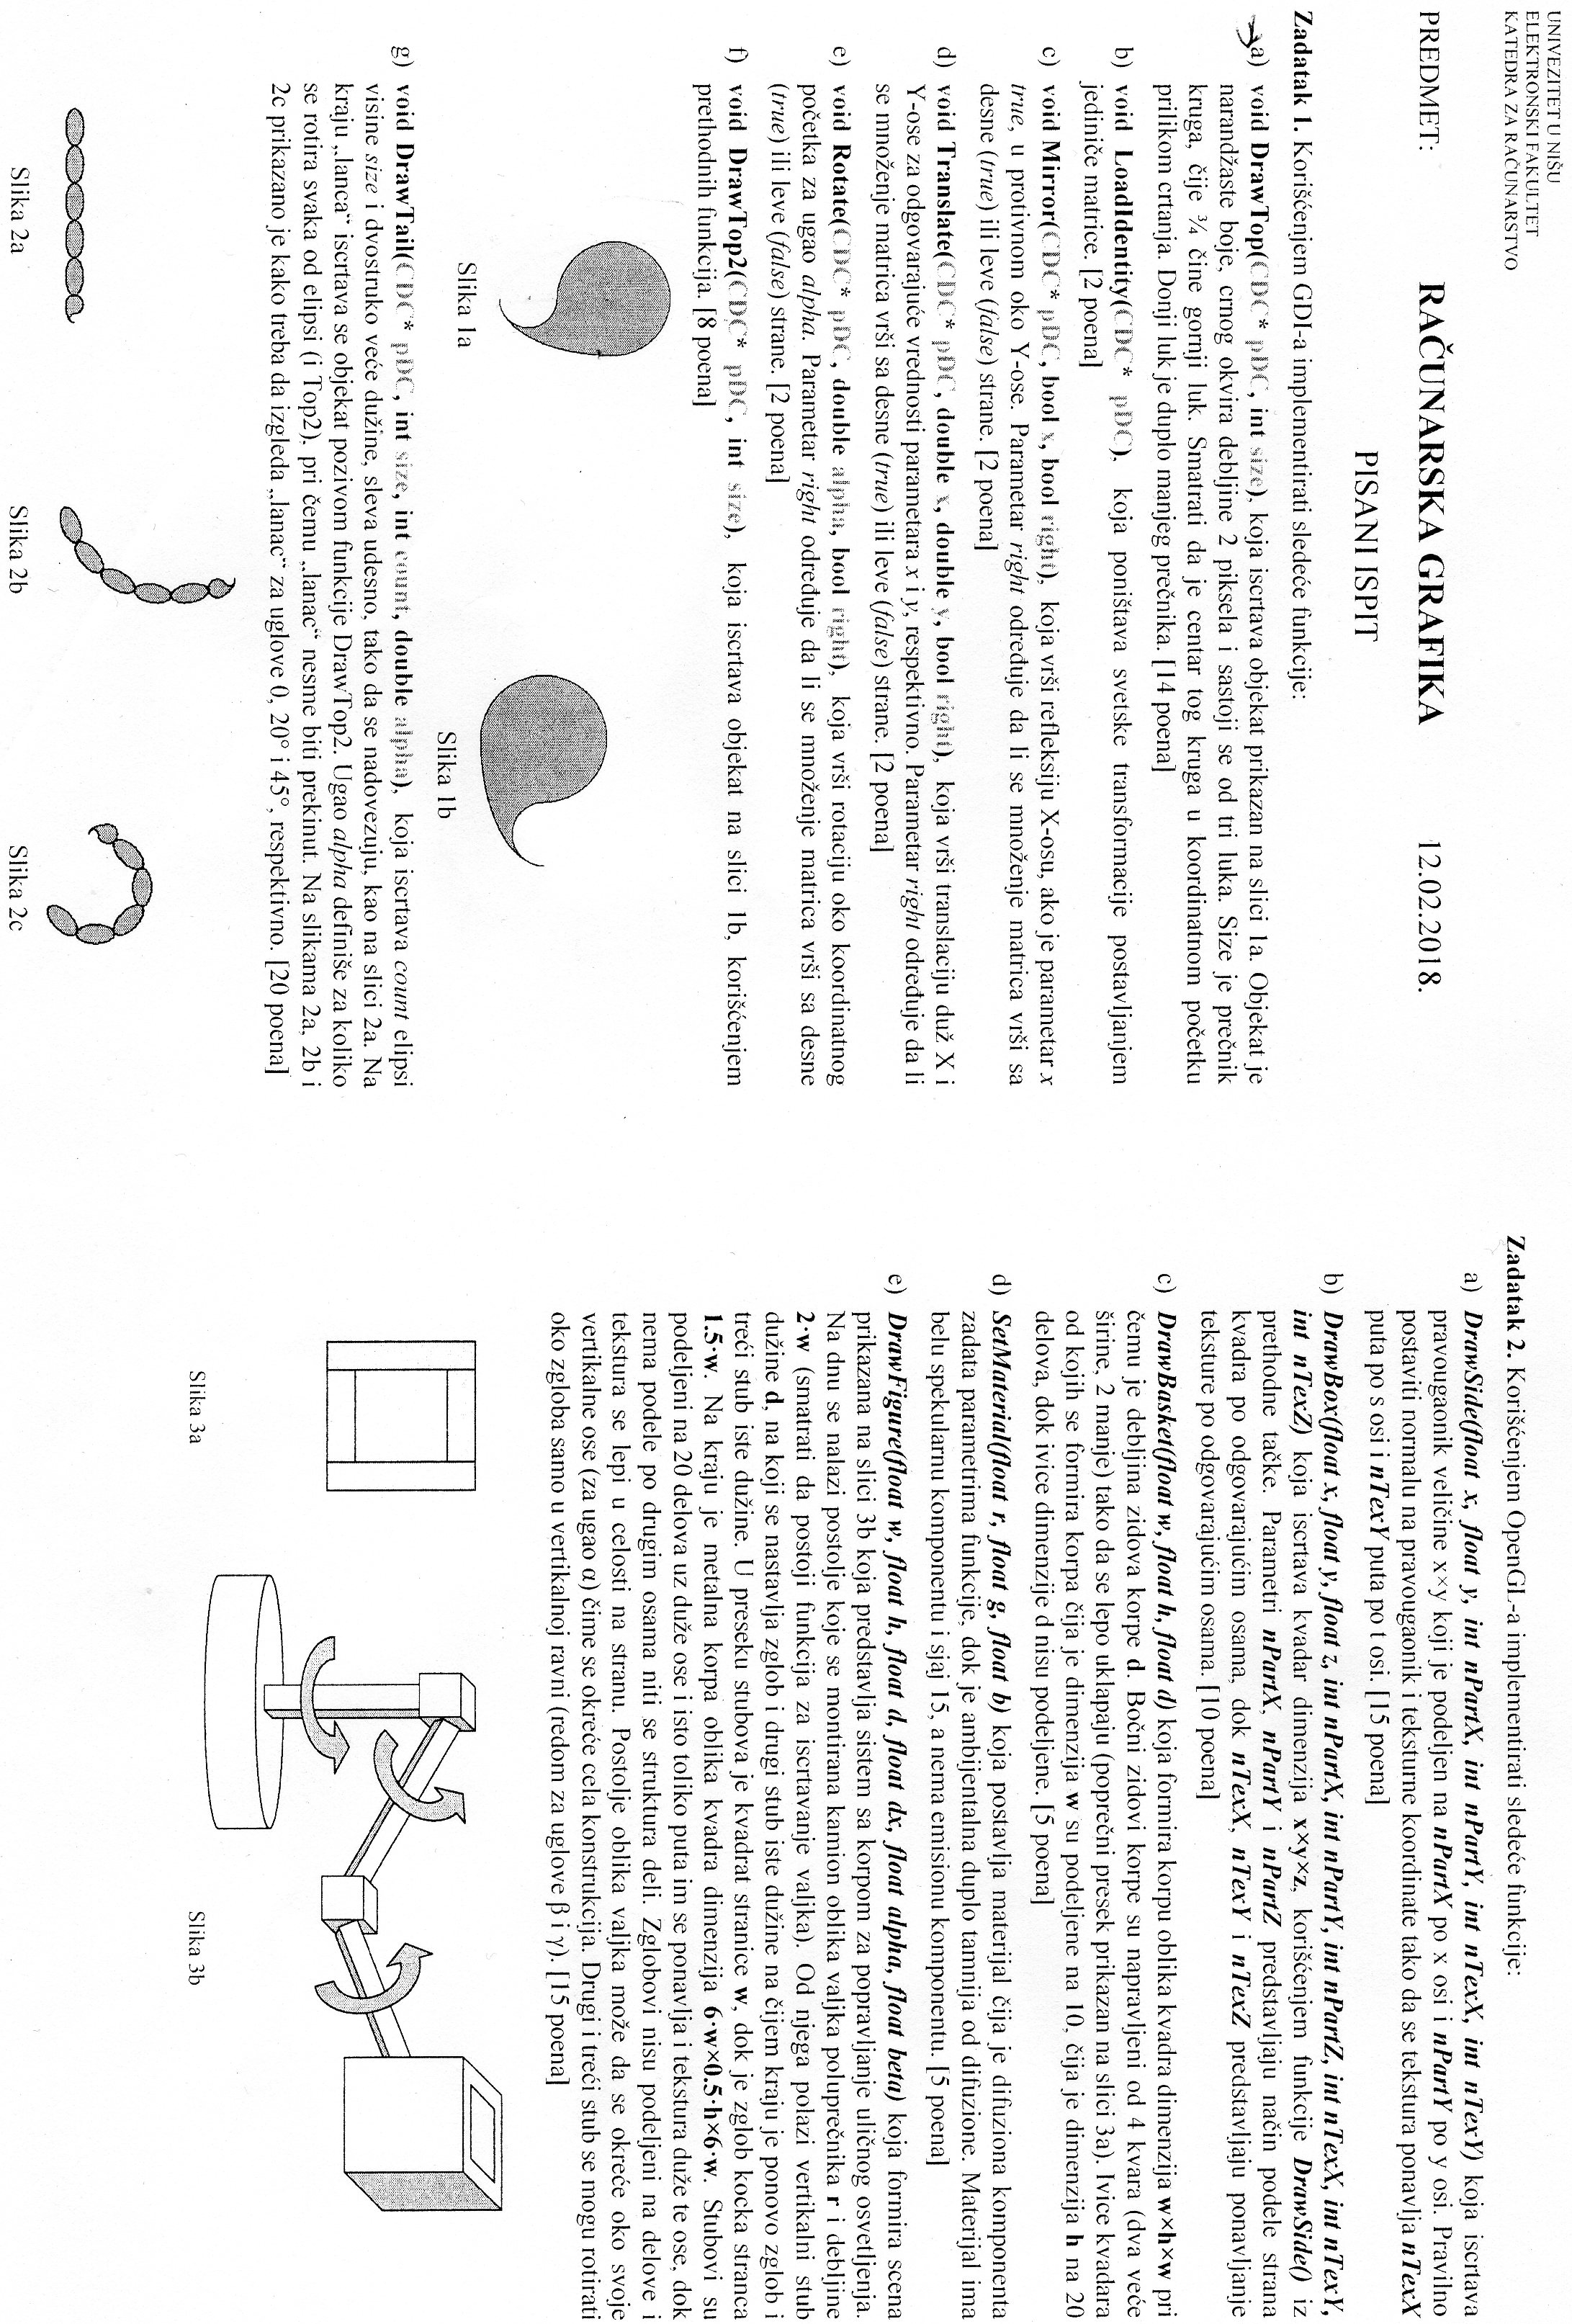 UNIVEZITET U NIŠU
ELEKTRONSKI FAKULTET
KATEDRA ZA RAČUNARSTVO
PREDMET: RAČUNARSKA GRAFIKA 12.02.2018.
PISANI ISPIT
Zadatak 1. Korišćenjem GDI-a implementirati sledeće funkcije:
a) void DrawTop(CDC* pDC, int size), koja iscrtava objekat prikazan na slici 1a. Objekat je
narandžaste boje, crnog okvira debljine 2 piksela i sastoji se od tri luka. Size je prečnik
kruga, čije ¾ čine gornji luk. Smatrati da je centar tog kruga u koordinatnom početku
prilikom crtanja. Donji luk je duplo manjeg prečnika. [14 poena]
b) void LoadIdentity(CDC* pDC), koja poništava svetske transformacije postavljanjem
jediniče matrice. [2 poena]
c) void Mirror(CDC* pDC, bool x, bool right), koja vrši refleksiju X-osu, ako je parametar x
true, u protivnom oko Y-ose. Parametar right određuje da li se množenje matrica vrši sa
desne (true) ili leve (false) strane. [2 poena]
d) void Translate(CDC* pDC, double x, double y, bool right), koja vrši translaciju duž X i
Y-ose za odgovarajuće vrednosti parametara x i y, respektivno. Parametar right određuje da li
se množenje matrica vrši sa desne (true) ili leve (false) strane. [2 poena]
e) void Rotate(CDC* pDC, double alpha, bool right), koja vrši rotaciju oko koordinatnog
početka za ugao alpha. Parametar right određuje da li se množenje matrica vrši sa desne
(true) ili leve (false) strane. [2 poena]
f) void DrawTop2(CDC* pDC, int size), koja iscrtava objekat na slici 1b, korišćenjem
prethodnih funkcija. [8 poena]
Slika 1a
Slika 1b
g) void DrawTail(CDC* pDC, int size, int count, double alpha), koja iscrtava count elipsi
visine size i dvostruko veće dužine, sleva udesno, tako da se nadovezuju, kao na slici 2a. Na
kraju „lanca“ iscrtava se objekat pozivom funkcije DrawTop2. Ugao alpha definiše za koliko
se rotira svaka od elipsi (i Top2), pri čemu „lanac“ nesme biti prekinut. Na slikama 2a, 2b i
2c prikazano je kako treba da izgleda „lanac“ za uglove 0, 20° i 45°, respektivno. [20 poena]
Slika 2a
Slika 2b
Slika 2c
Zadatak 2. Korišćenjem OpenGL-a implementirati sledeće funkcije:
a) DrawSide(float x, float y, int nPartX, int nPartY, int nTexX, int nTexY) koja iscrtava
pravougaonik veličine x×y koji je podeljen na nPartX po x osi i nPartY po y osi. Pravilno
postaviti normalu na pravougaonik i teksturne koordinate tako da se tekstura ponavlja nTexX
puta po s osi i nTexY puta po t osi. [15 poena]
b) DrawBox(float x, float y, float z, int nPartX, int nPartY, int nPartZ, int nTexX, int nTexY,
int nTexZ) koja iscrtava kvadar dimenzija x×y×z, korišćenjem funkcije DrawSide() iz
prethodne tačke. Parametri nPartX, nPartY i nPartZ predstavljaju način podele strana
kvadra po odgovarajućim osama, dok nTexX, nTexY i nTexZ predstavljaju ponavljanje
teksture po odgovarajućim osama. [10 poena]
c) DrawBasket(float w, float h, float d) koja formira korpu oblika kvadra dimenzija w×h×w pri
čemu je debljina zidova korpe d. Bočni zidovi korpe su napravljeni od 4 kvara (dva veće
širine, 2 manje) tako da se lepo uklapaju (poprečni presek prikazan na slici 3a). Ivice kvadara
od kojih se formira korpa čija je dimenzija w su podeljene na 10, čija je dimenzija h na 20
delova, dok ivice dimenzije d nisu podeljene. [5 poena]
d) SetMaterial(float r, float g, float b) koja postavlja materijal čija je difuziona komponenta
zadata parametrima funkcije, dok je ambijentalna duplo tamnija od difuzione. Materijal ima
belu spekularnu komponentu i sjaj 15, a nema emisionu komponentu. [5 poena]
e) DrawFigure(float w, float h, float d, float dx, float alpha, float beta) koja formira scena
prikazana na slici 3b koja predstavlja sistem sa korpom za popravljanje uličnog osvetljenja.
Na dnu se nalazi postolje koje se montirana kamion oblika valjka poluprečnika r i debljine
2·w (smatrati da postoji funkcija za iscrtavanje valjka). Od njega polazi vertikalni stub
dužine d, na koji se nastavlja zglob i drugi stub iste dužine na čijem kraju je ponovo zglob i
treći stub iste dužine. U preseku stubova je kvadrat stranice w, dok je zglob kocka stranca
1.5·w. Na kraju je metalna korpa oblika kvadra dimenzija 6·w×0.5·h×6·w. Stubovi su
podeljeni na 20 delova uz duže ose i isto toliko puta im se ponavlja i tekstura duže te ose, dok
nema podele po drugim osama niti se struktura deli. Zglobovi nisu podeljeni na delove i
tekstura se lepi u celosti na stranu. Postolje oblika valjka može da se okreće oko svoje
vertikalne ose (za ugao α) čime se okreće cela konstrukcija. Drugi i treći stub se mogu rotirati
oko zgloba samo u vertikalnoj ravni (redom za uglove β i γ). [15 poena]
Slika 3a
Slika 3b